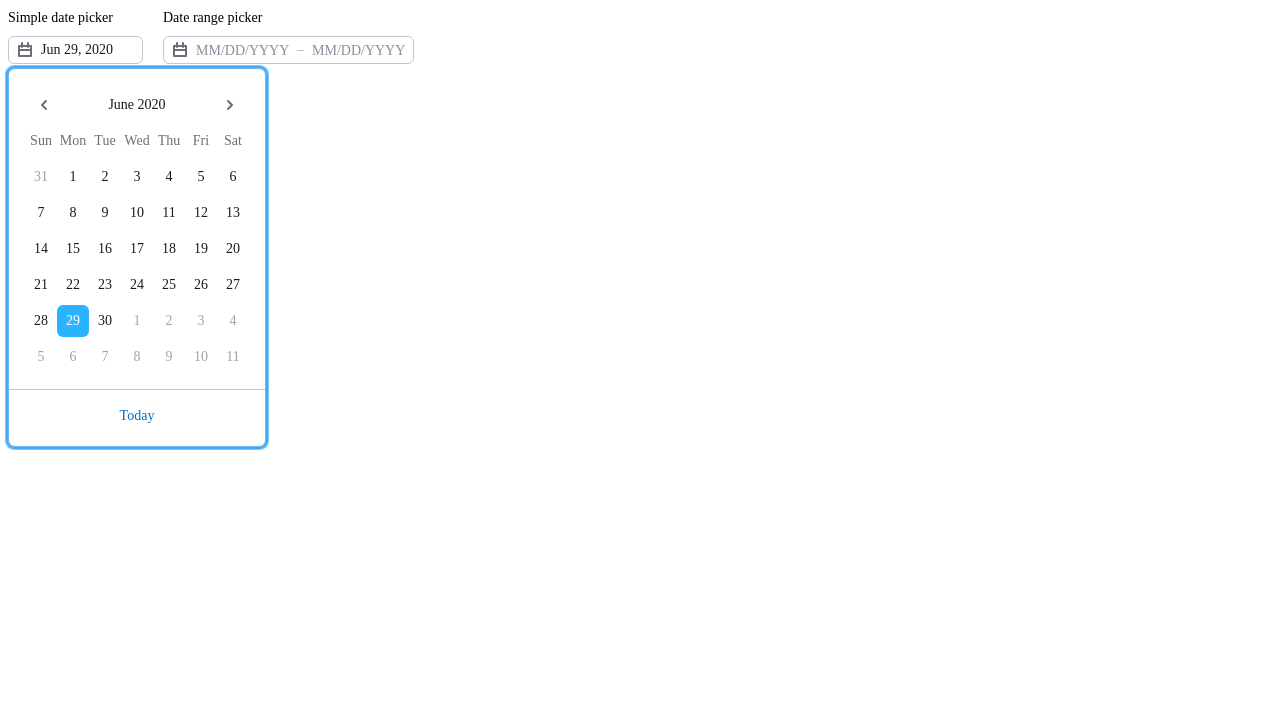 Simple date picker
Date range picker
Jun 29, 2020
MM/DD/YYYY – MM/DD/YYYY
June 2020
Sun Mon Tue Wed Thu Fri Sat
31 1 2 3 4 5 6
7 8 9 10 11 12 13
14 15 16 17 18 19 20
21 22 23 24 25 26 27
28 29 30 1 2 3 4
5 6 7 8 9 10 11
Today